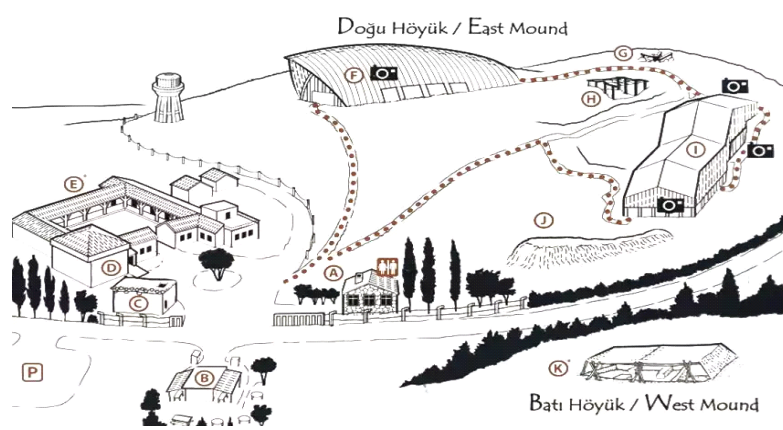 Doğu Höyük / East Mound
G
F
H
I
E*
J
D
A
C
P
B
K*
Batı Höyük / West Mound